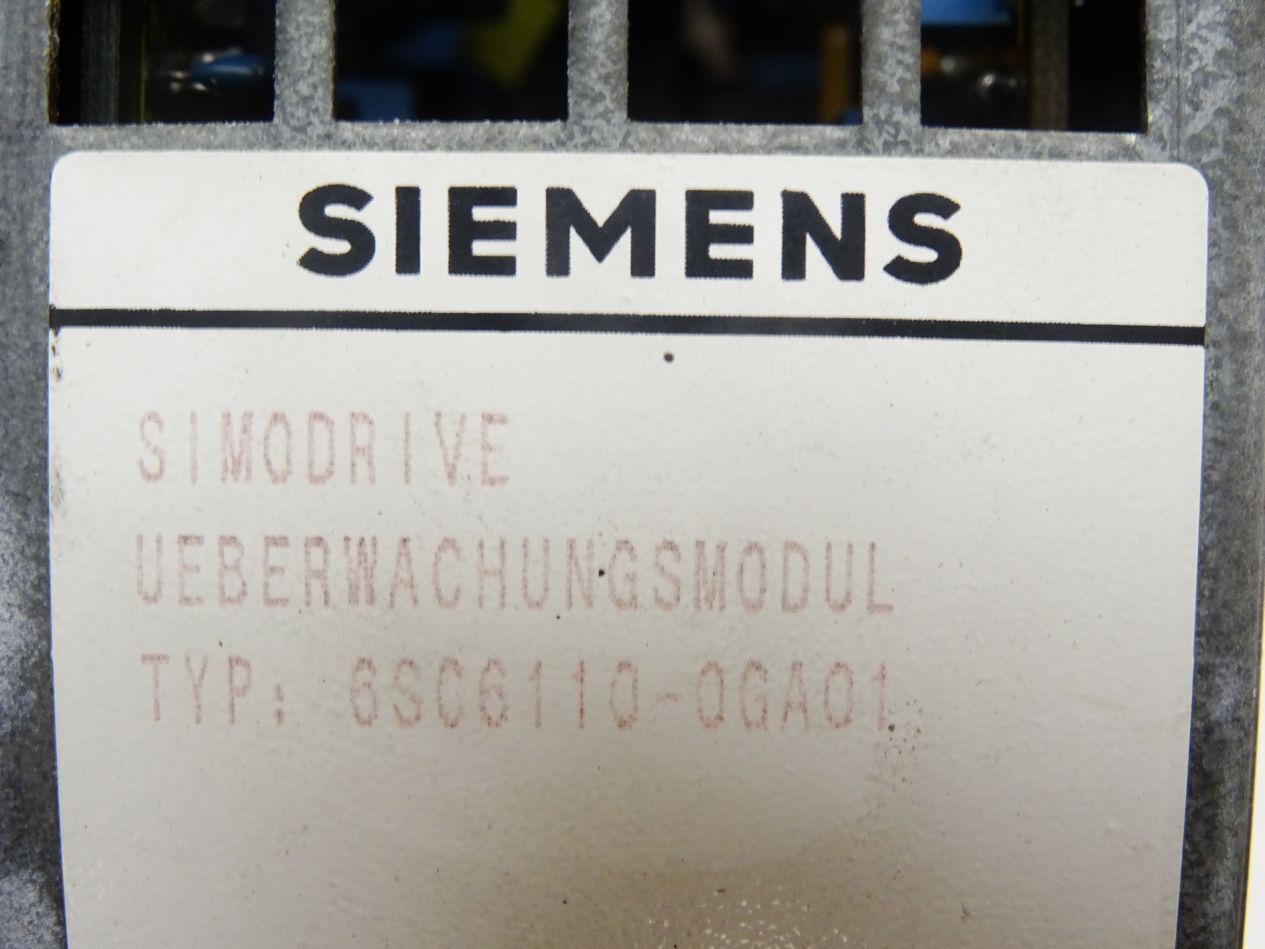 SIEMENS
SIMODRIVE
UEBERWACHUNGSMODUL
TYP: 6SC6110-0GA01